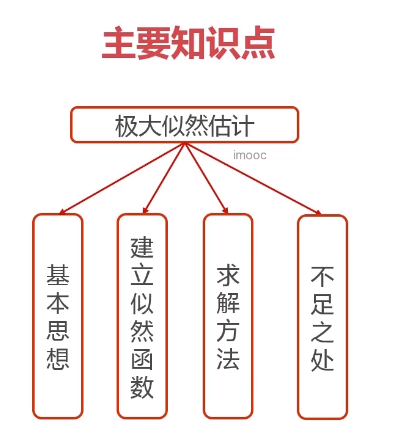 主要知识点
极大似然估计
imooc
基本思想
建立似然函数
求解方法
不足之处